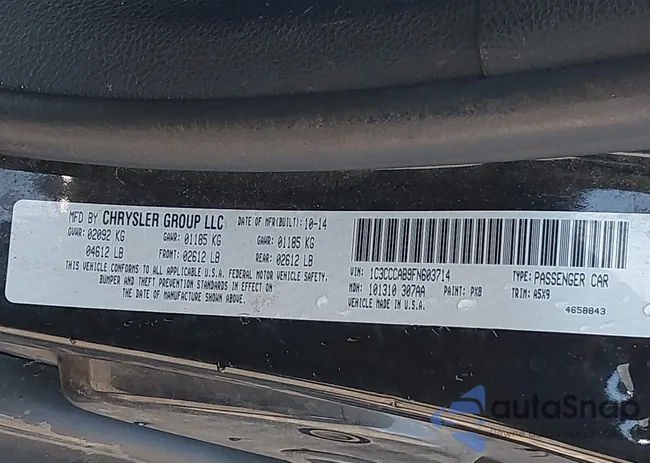 MFD BY CHRYSLER GROUP LLC DATE OF MFR(BUILT): 10-14
GVWR: 02092 KG GAWR: 01185 KG GAWR: 01185 KG
04612 LB FRONT: 02612 LB REAR: 02612 LB
THIS VEHICLE CONFORMS TO ALL APPLICABLE U.S.A. FEDERAL MOTOR VEHICLE SAFETY,
BUMPER AND THEFT PREVENTION STANDARDS IN EFFECT ON
THE DATE OF MANUFACTURE SHOWN ABOVE.
VIN: 1C3CCCAB9FN603714 TYPE: PASSENGER CAR
MDH: 101310 307AA PAINT: PX8 TRIM: A5X9
VEHICLE MADE IN U.S.A. 4658843
autaSnap